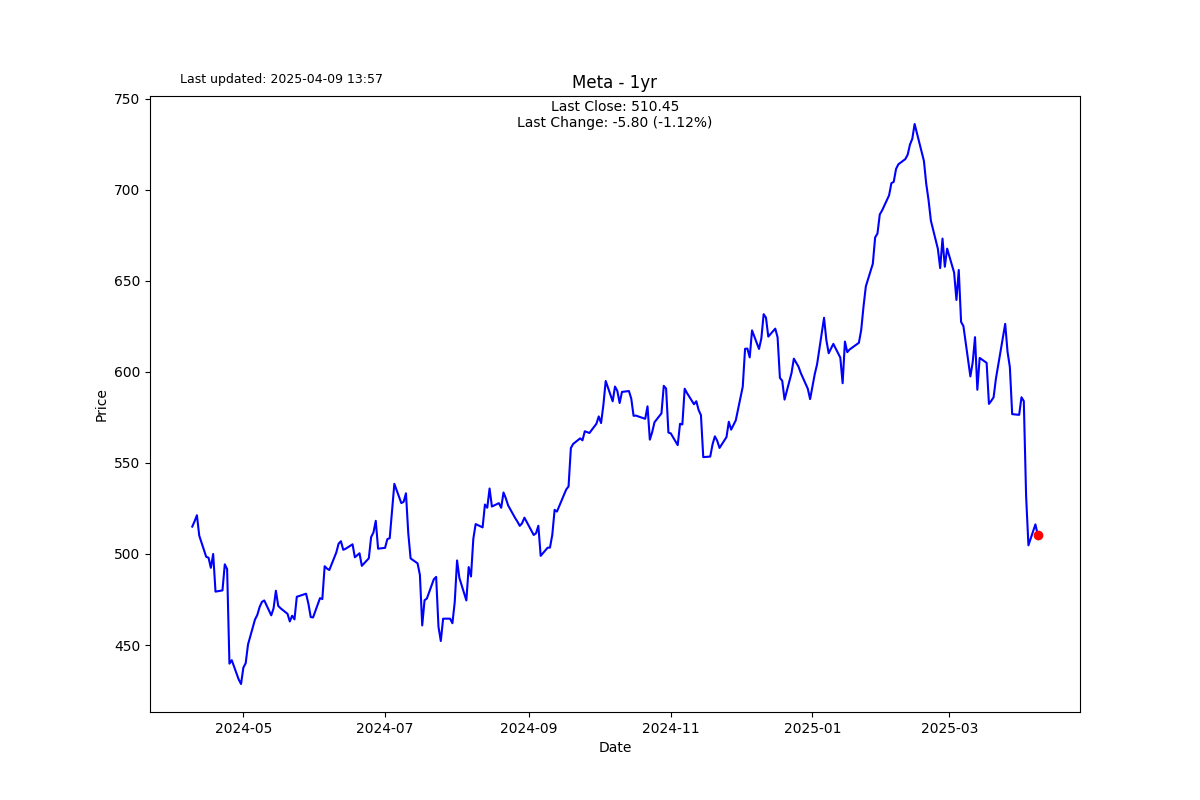 Last updated: 2025-04-09 13:57
Meta - 1yr
Last Close: 510.45
Last Change: -5.80 (-1.12%)
750
700
650
600
550
500
450
Price
2024-05
2024-07
2024-09
2024-11
2025-01
2025-03
Date